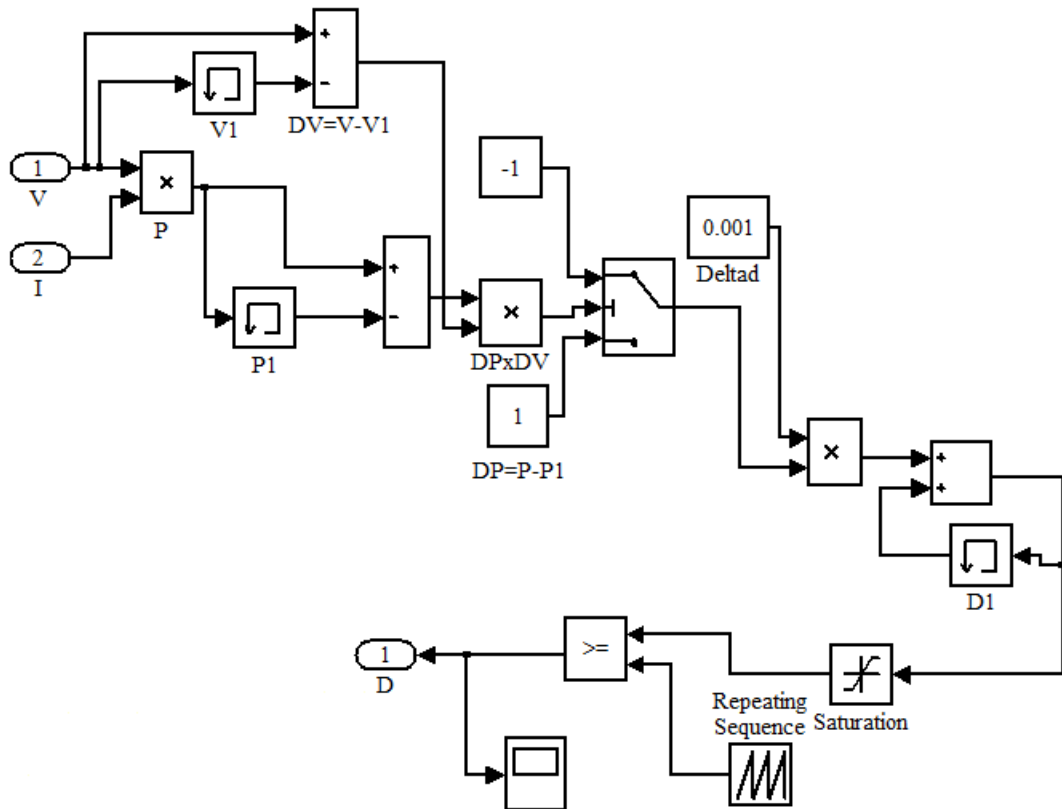 +
-
V1
DV=V-V1
1
V
×
P
2
I
-1
0.001
Deltad
+
-
P1
×
DPxDV
1
DP=P-P1
×
+
+
D1
1
D
>=
Repeating
Sequence
Saturation